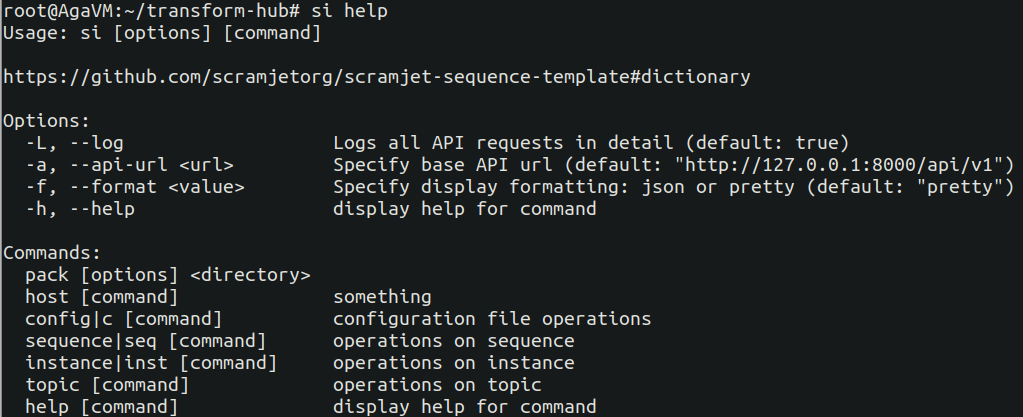 root@AgaVM:~/transform-hub# si help
Usage: si [options] [command]

https://github.com/scramjetorg/scramjet-sequence-template#dictionary

Options:
  -L, --log                   Logs all API requests in detail (default: true)
  -a, --api-url <url>         Specify base API url (default: "http://127.0.0.1:8000/api/v1")
  -f, --format <value>        Specify display formatting: json or pretty (default: "pretty")
  -h, --help                  display help for command

Commands:
  pack [options] <directory>
  host [command]              something
  config|c [command]          configuration file operations
  sequence|seq [command]      operations on sequence
  instance|inst [command]     operations on instance
  topic [command]             operations on topic
  help [command]              display help for command